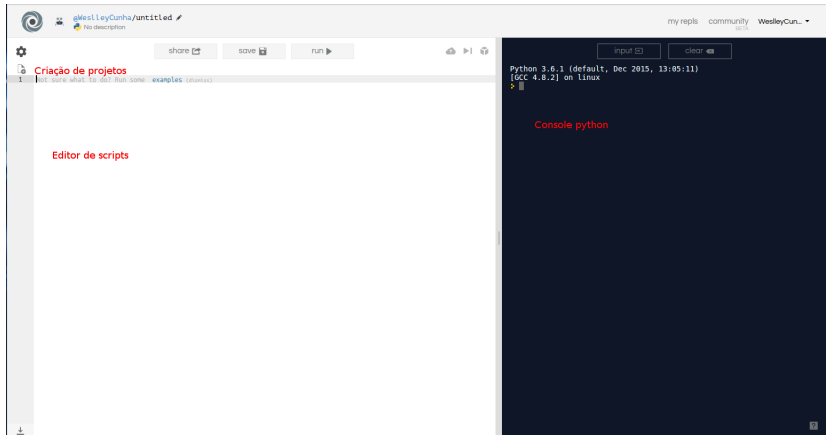 @WeslleyCunha/untitled
No description
my repls community WeslleyCun...
BETA
share save run
input clear
Criação de projetos
1 Not sure what to do? Run some examples
Python 3.6.1 (default, Dec 2015, 13:05:11)
[GCC 4.8.2] on linux
>
Console python
Editor de scripts
?